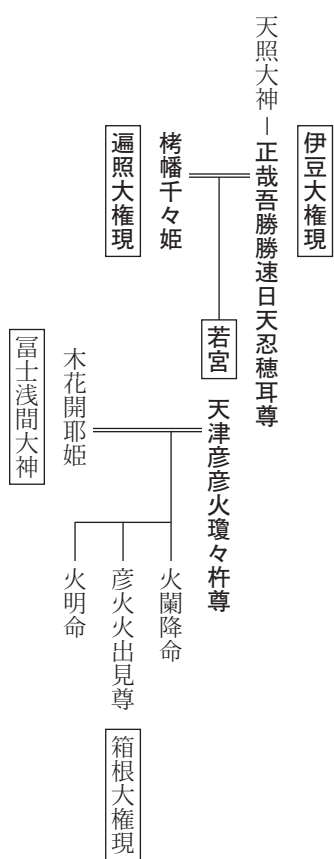 伊豆大権現
天照大神―正哉吾勝勝速日天忍穂耳尊
栲幡千々姫
遍照大権現
若宮
天津彦彦火瓊々杵尊
木花開耶姫
冨士浅間大神
火闌降命
彦火火出見尊
火明命
箱根大権現